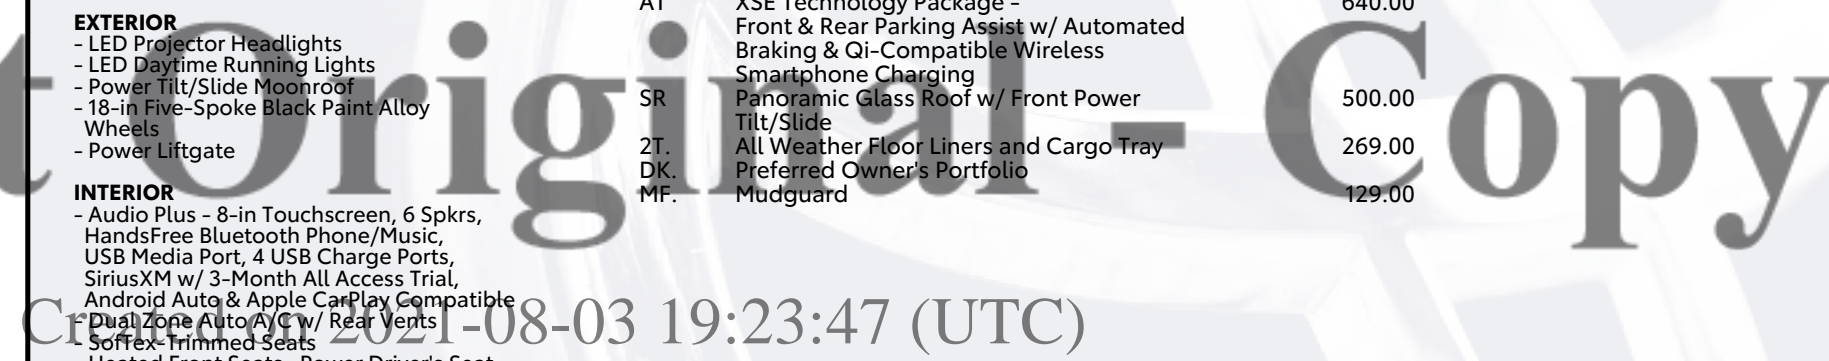 EXTERIOR
- LED Projector Headlights
- LED Daytime Running Lights
- Power Tilt/Slide Moonroof
- 18-in Five-Spoke Black Paint Alloy
Wheels
- Power Liftgate
INTERIOR
- Audio Plus - 8-in Touchscreen, 6 Spkrs,
HandsFree Bluetooth Phone/Music,
USB Media Port, 4 USB Charge Ports,
SiriusXM w/ 3-Month All Access Trial,
Android Auto & Apple CarPlay Compatible
- Dual Zone Auto A/C w/ Rear Vents
- SofTex-Trimmed Seats
- Heated Front Seats - Power Driver's Seat
AT XSE Technology Package - 640.00
Front & Rear Parking Assist w/ Automated
Braking & Qi-Compatible Wireless
Smartphone Charging
SR Panoramic Glass Roof w/ Front Power 500.00
Tilt/Slide
2T. All Weather Floor Liners and Cargo Tray 269.00
DK. Preferred Owner's Portfolio
MF. Mudguard 129.00
t Original - Copy
Created on 2021-08-03 19:23:47 (UTC)